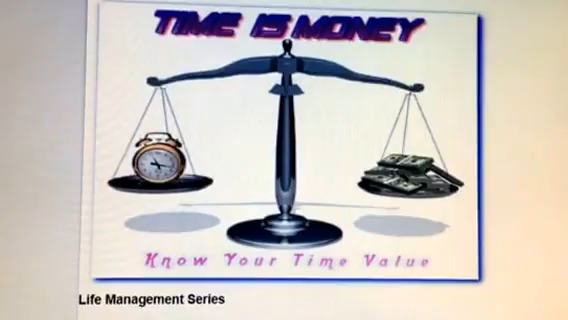 TIME IS MONEY
Know Your Time Value
Life Management Series